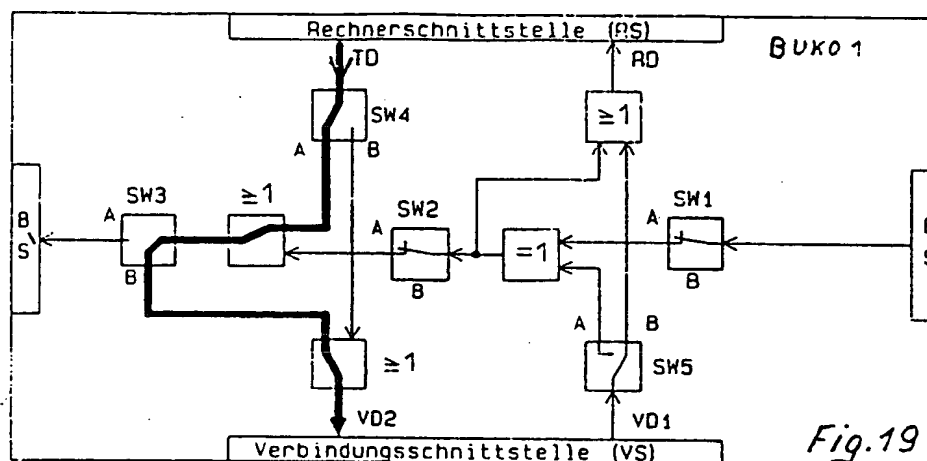 Rechnerschnittstelle (RS)
BUKO 1
TD
RD
SW4
≥1
A
B
SW3
≥1
SW2
SW1
A
A
A
B
S
=1
S
B
B
B
A
B
≥1
SW5
VD2
VD1
Verbindungsschnittstelle (VS)
Fig.19